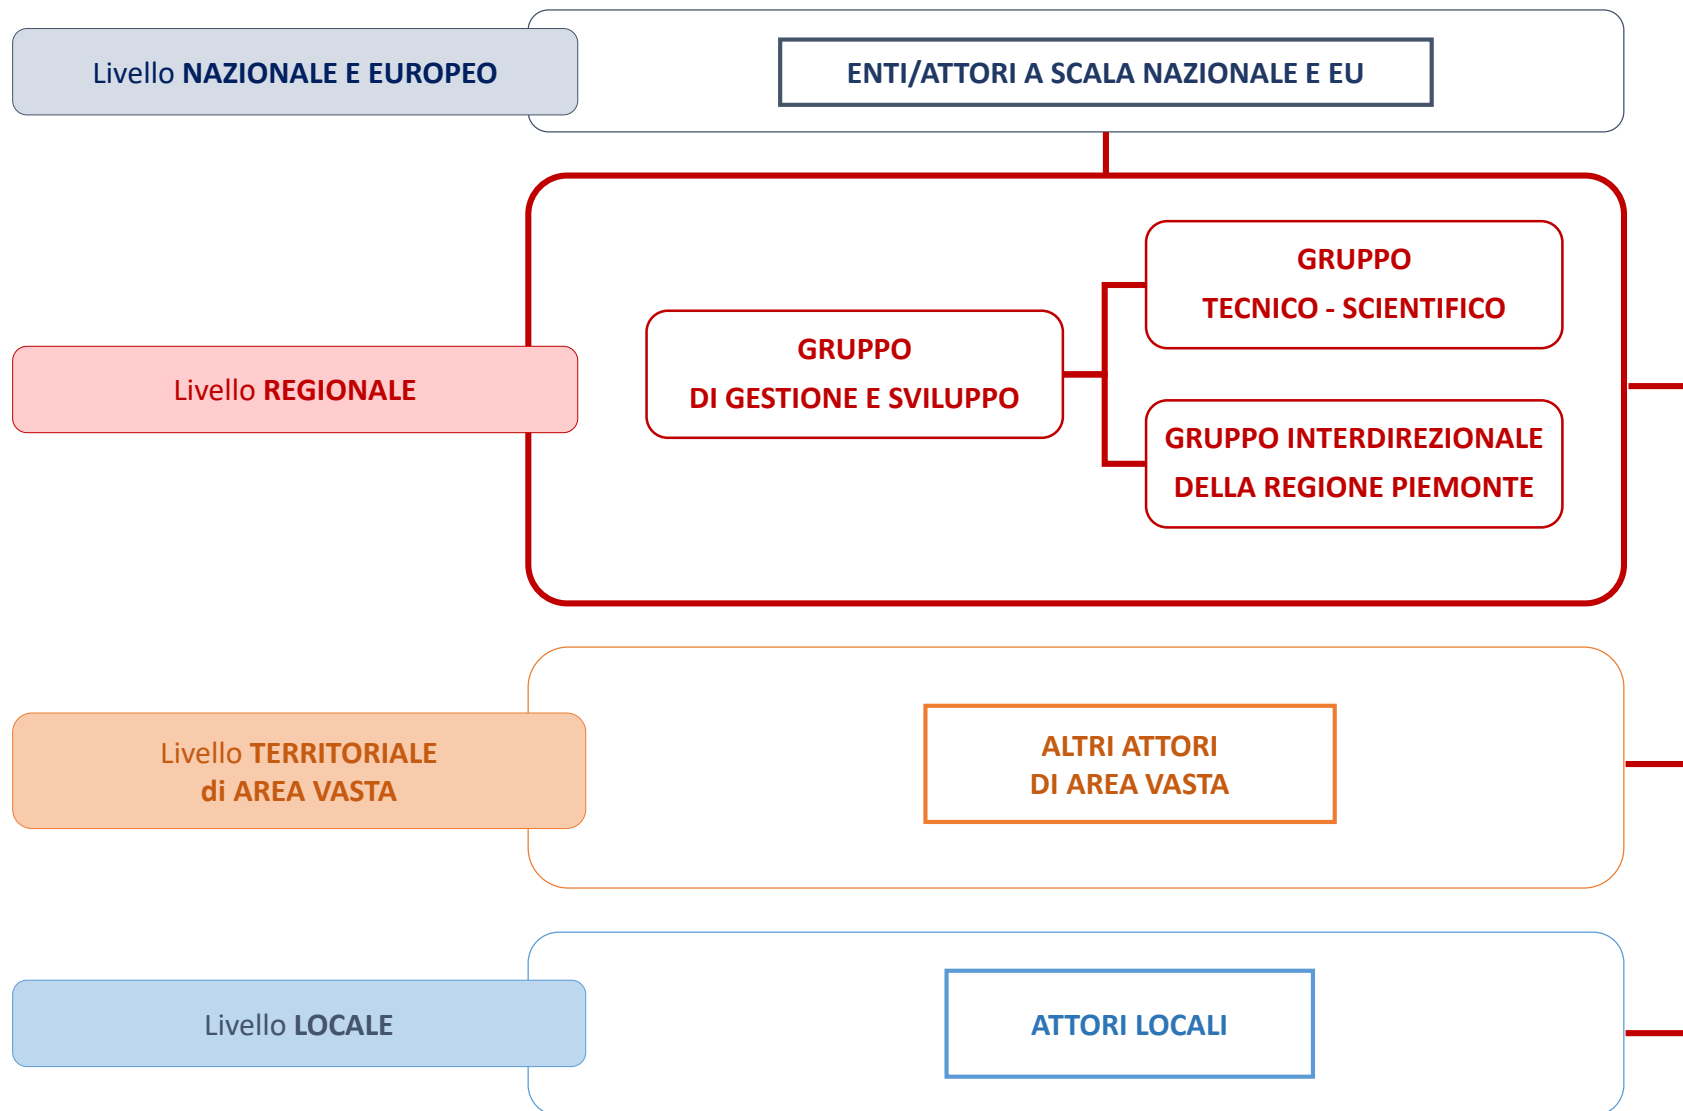 Livello NAZIONALE E EUROPEO
ENTI/ATTORI A SCALA NAZIONALE E EU
Livello REGIONALE
GRUPPO
DI GESTIONE E SVILUPPO
GRUPPO
TECNICO - SCIENTIFICO
GRUPPO INTERDIREZIONALE
DELLA REGIONE PIEMONTE
Livello TERRITORIALE
di AREA VASTA
ALTRI ATTORI
DI AREA VASTA
Livello LOCALE
ATTORI LOCALI